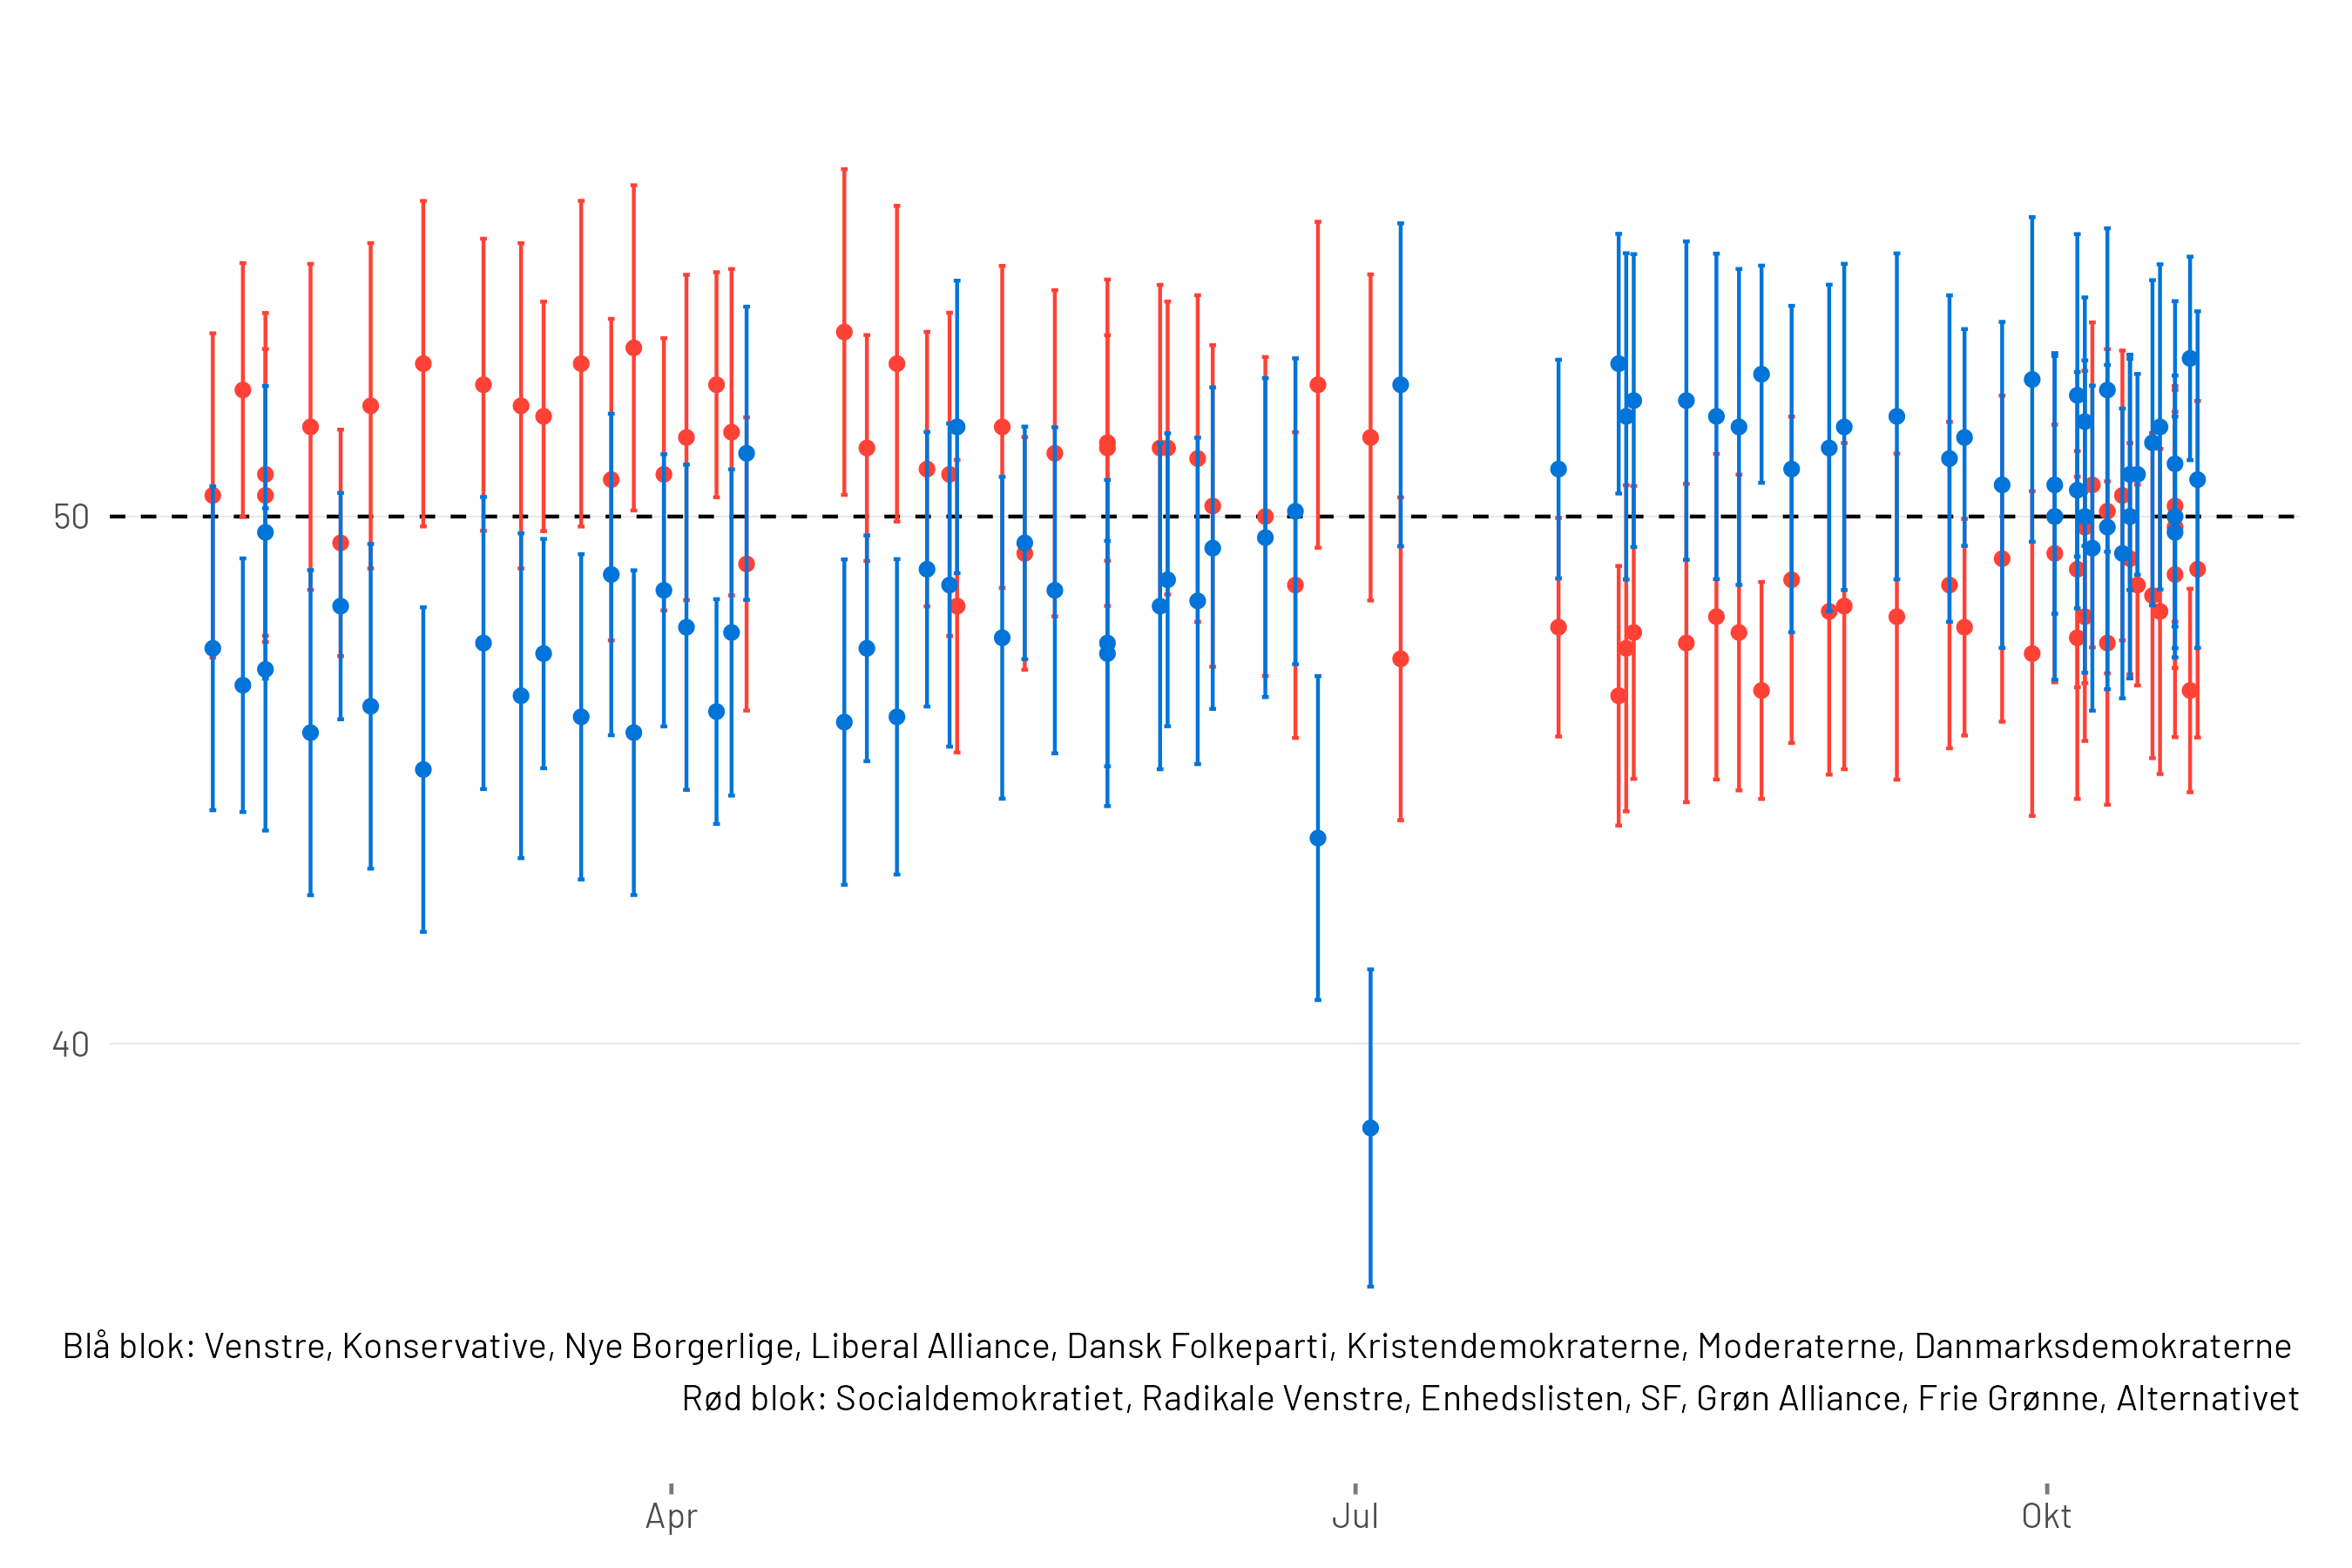 50
40
Blå blok: Venstre, Konservative, Nye Borgerlige, Liberal Alliance, Dansk Folkeparti, Kristendemokraterne, Moderaterne, Danmarksdemokraterne
Rød blok: Socialdemokratiet, Radikale Venstre, Enhedslisten, SF, Grøn Alliance, Frie Grønne, Alternativet
Apr Jul Okt